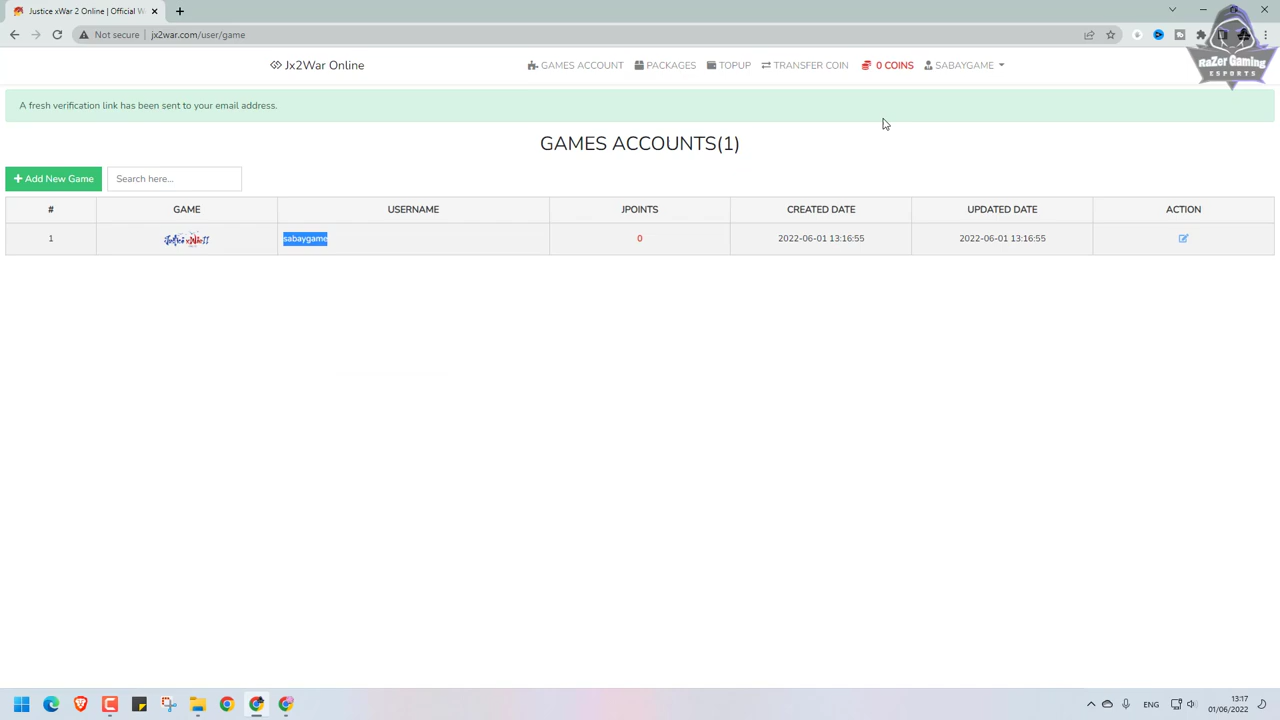 Justice xWar 2 Online | Official W
Not secure
jx2war.com/user/game
RaZer Gaming
ESPORTS
Jx2War Online
GAMES ACCOUNT
PACKAGES
TOPUP
TRANSFER COIN
0 COINS
SABAYGAME
A fresh verification link has been sent to your email address.
GAMES ACCOUNTS(1)
Add New Game
Search here...
# GAME USERNAME JPOINTS CREATED DATE UPDATED DATE ACTION
1 Justice xWar II sabaygame 0 2022-06-01 13:16:55 2022-06-01 13:16:55
ENG
13:17
01/06/2022